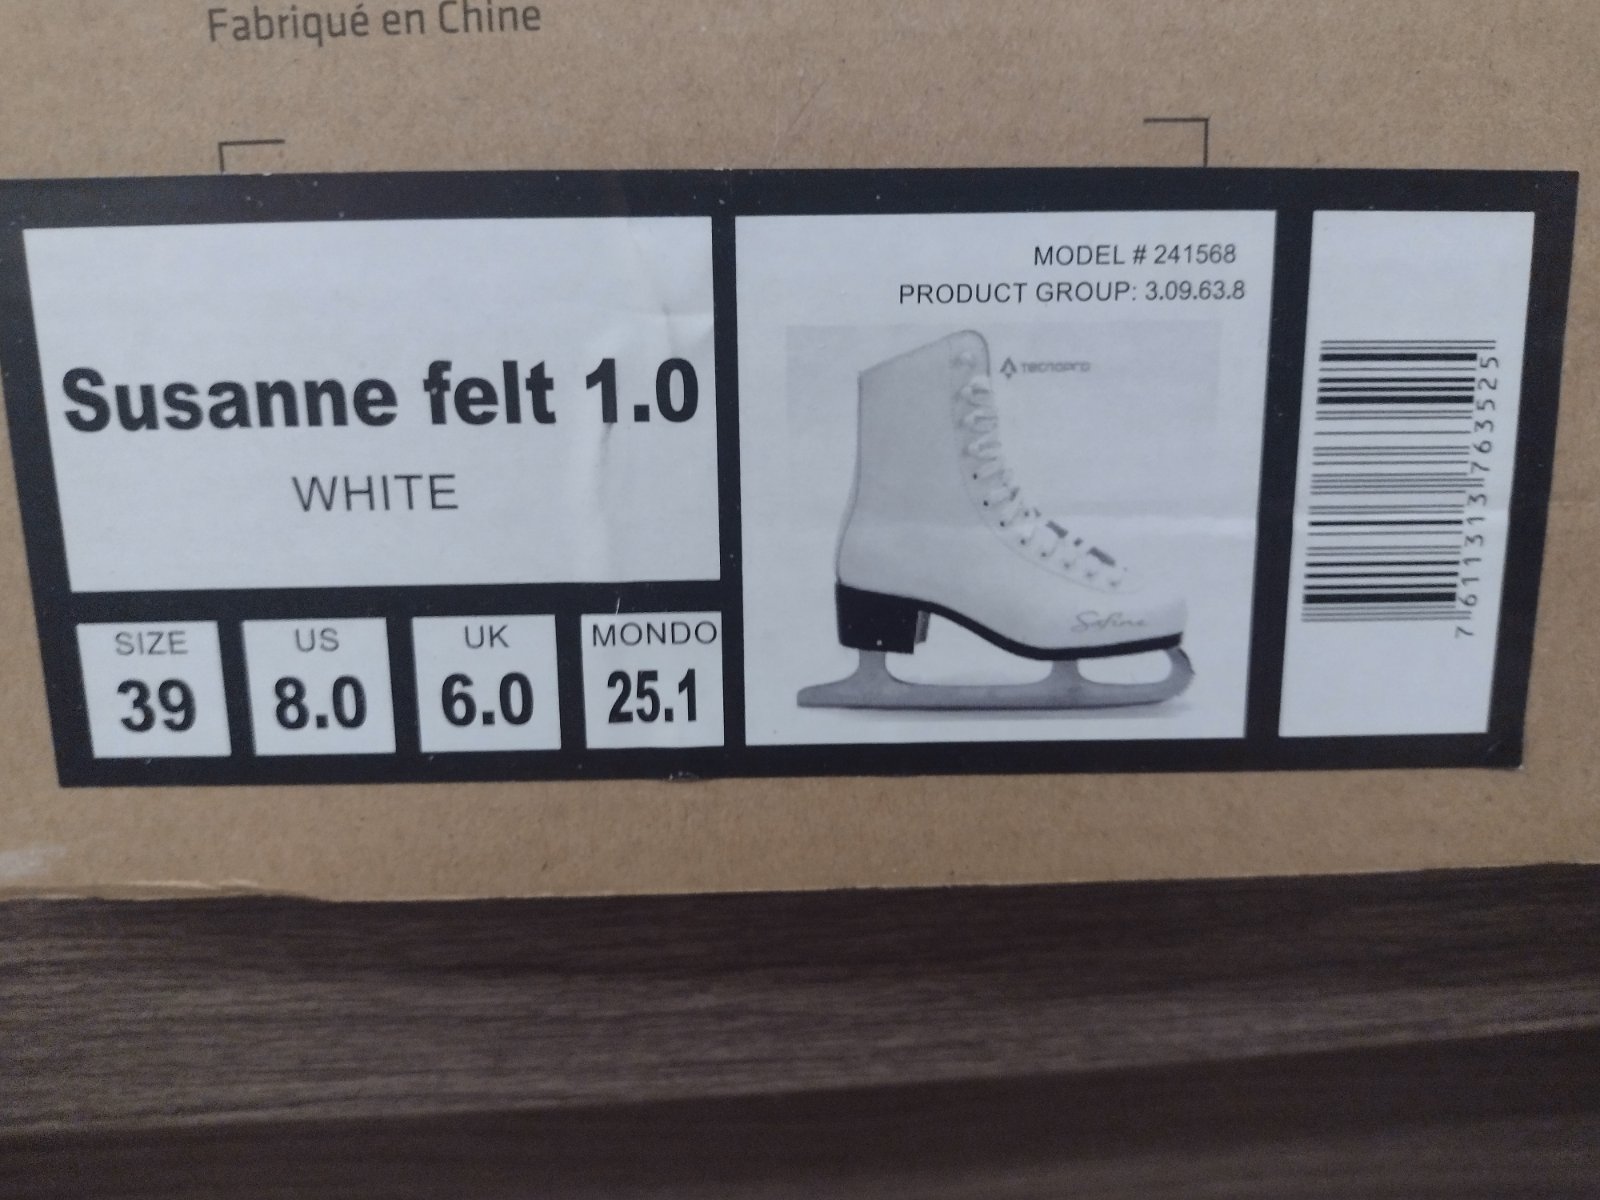 Fabriqué en Chine
Susanne felt 1.0
WHITE
SIZE
39
US
8.0
UK
6.0
MONDO
25.1
MODEL # 241568
PRODUCT GROUP: 3.09.63.8
TECNOPRO
7 611313 763525